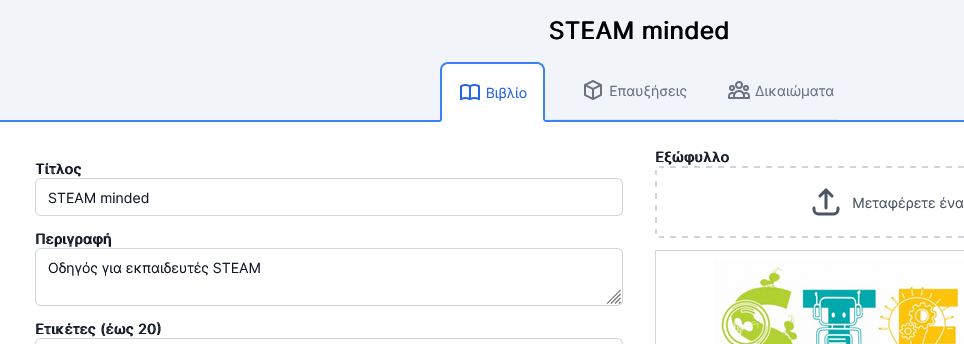 STEAM minded
Βιβλίο
Επαυξήσεις
Δικαιώματα
Τίτλος
STEAM minded
Περιγραφή
Οδηγός για εκπαιδευτές STEAM
Ετικέτες (έως 20)
Εξώφυλλο
Μεταφέρετε ένα